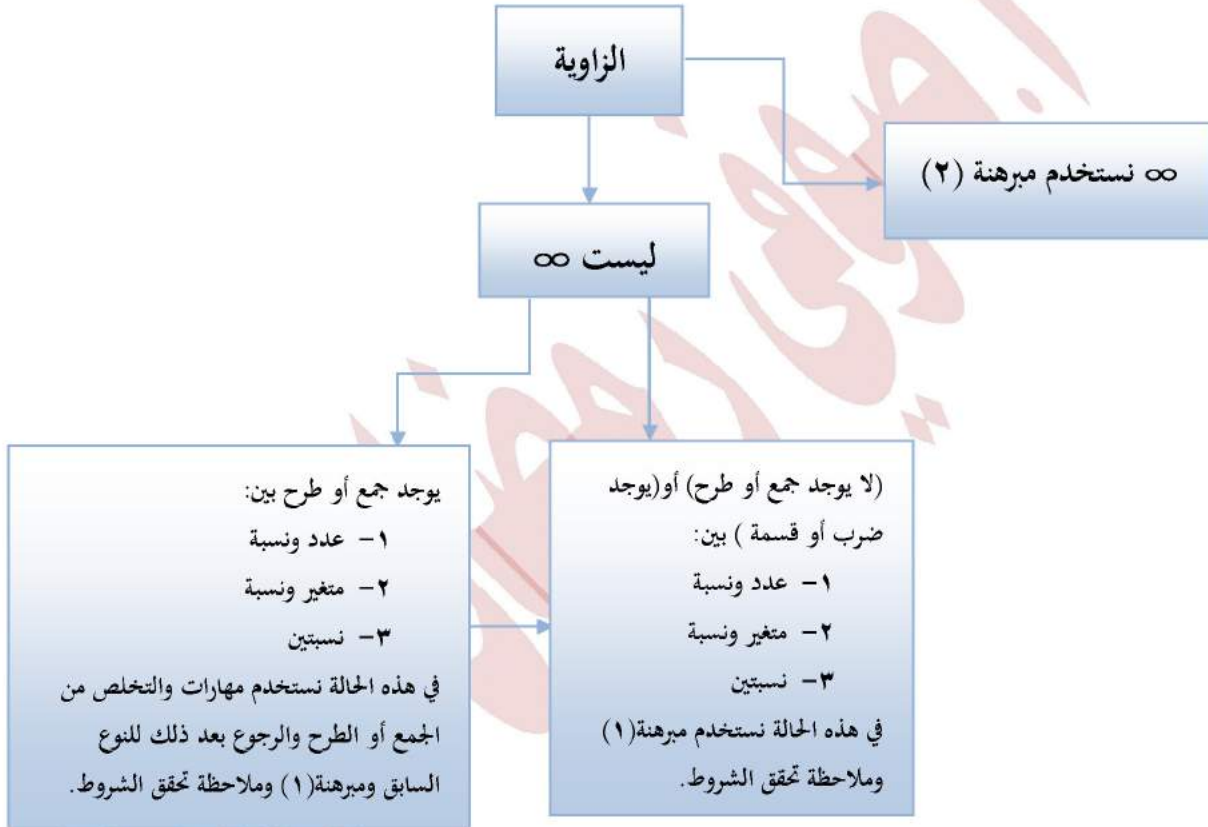 الزاوية
∞ نستخدم مبرهنة (٢)
ليست ∞
(لا يوجد جمع أو طرح) أو(يوجد
ضرب أو قسمة ) بين:
١- عدد ونسبة
٢- متغير ونسبة
٣- نسبتين
في هذه الحالة نستخدم مبرهنة(١)
وملاحظة تحقق الشروط.
يوجد جمع أو طرح بين:
١- عدد ونسبة
٢- متغير ونسبة
٣- نسبتين
في هذه الحالة نستخدم مهارات والتخلص من
الجمع أو الطرح والرجوع بعد ذلك للنوع
السابق ومبرهنة(١) وملاحظة تحقق الشروط.